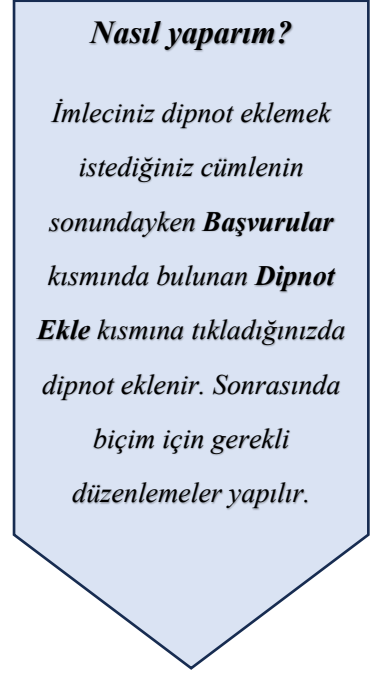 Nasıl yaparım?
İmleciniz dipnot eklemek
istediğiniz cümlenin
sonundayken Başvurular
kısmında bulunan Dipnot
Ekle kısmına tıkladığınızda
dipnot eklenir. Sonrasında
biçim için gerekli
düzenlemeler yapılır.